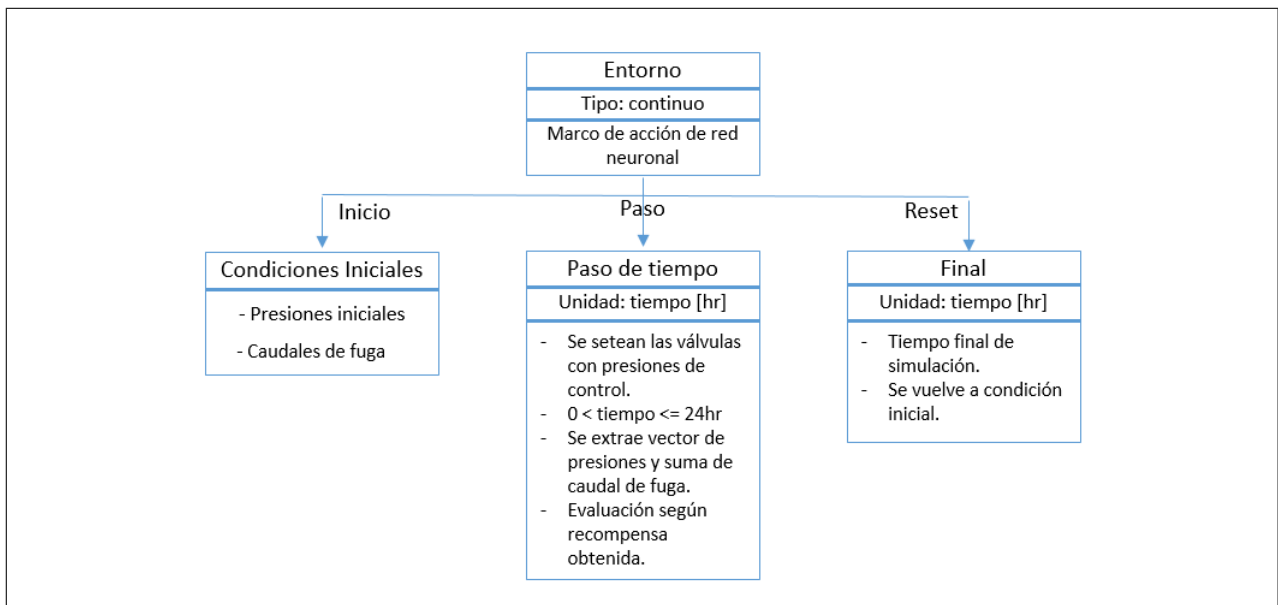 Entorno
Tipo: continuo
Marco de acción de red
neuronal
Inicio
Paso
Reset
Condiciones Iniciales
- Presiones iniciales
- Caudales de fuga
Paso de tiempo
Unidad: tiempo [hr]
- Se setean las válvulas
con presiones de
control.
- 0 < tiempo <= 24hr
- Se extrae vector de
presiones y suma de
caudal de fuga.
- Evaluación según
recompensa
obtenida.
Final
Unidad: tiempo [hr]
- Tiempo final de
simulación.
- Se vuelve a condición
inicial.